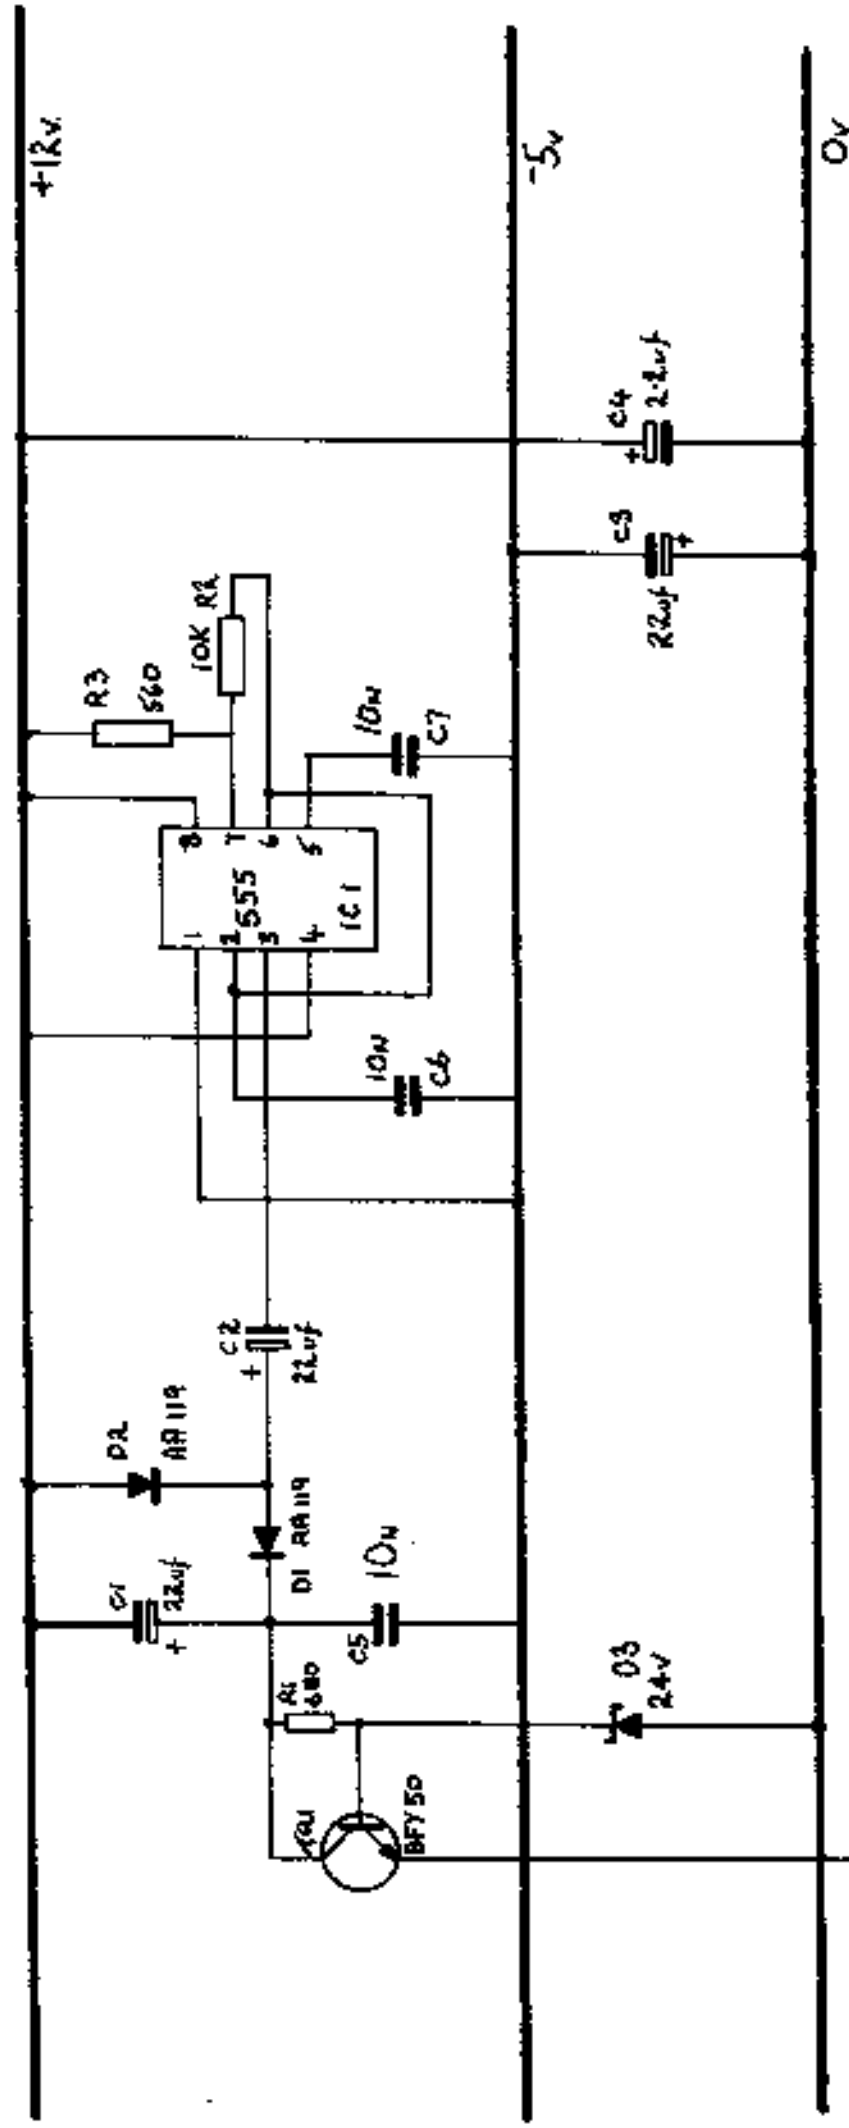 +12v
-5v
0v
C4
2.2uf
C3
22uf
R3
560
10K R2
10N
C7
8
7
6
5
555
IC1
1
2
3
4
10N
C6
C2
+
22uf
D2
AA119
D1 AA119
C1
22uf
+
10N
C5
R1
680
D3
24V
BFY50
+
+